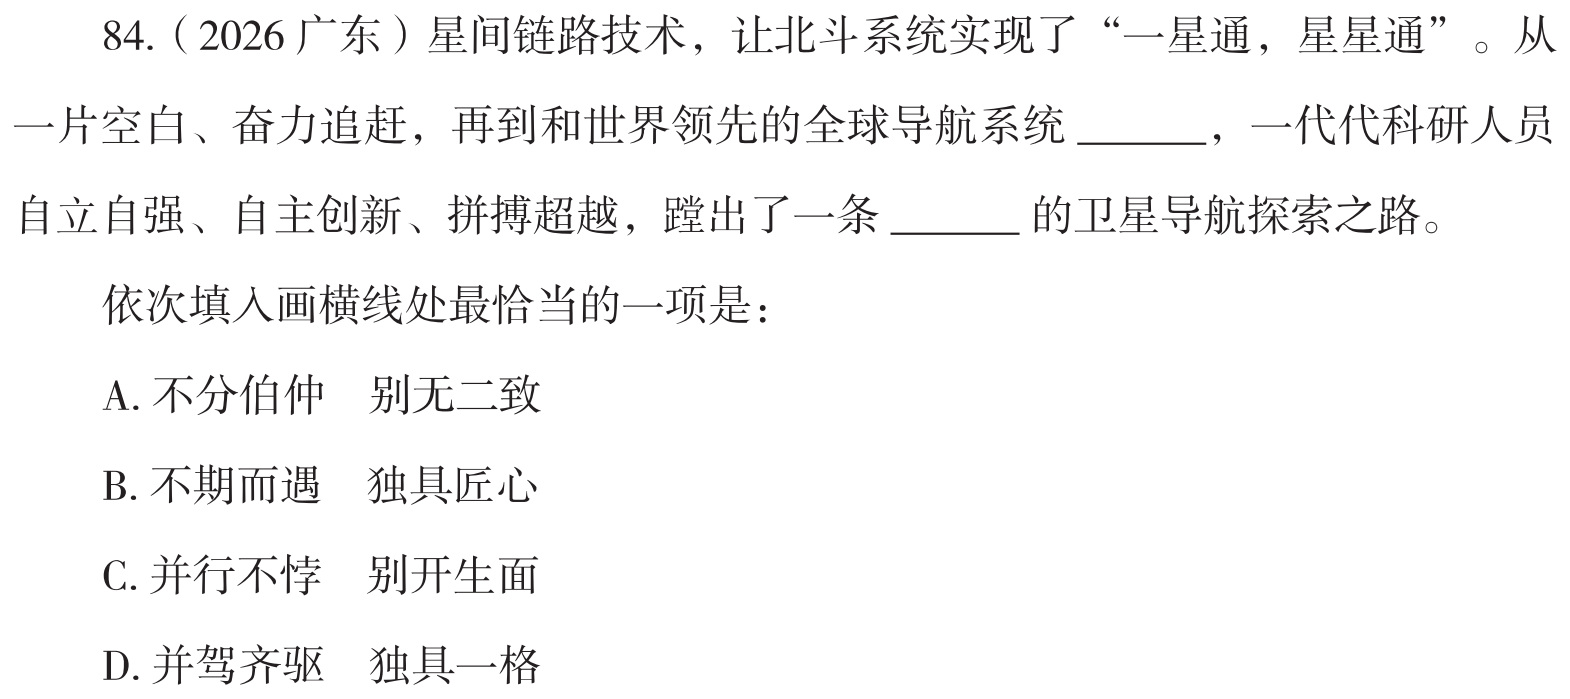 84.（2026 广东）星间链路技术，让北斗系统实现了“一星通，星星通”。从
一片空白、奋力追赶，再到和世界领先的全球导航系统 ______，一代代科研人员
自立自强、自主创新、拼搏超越，蹚出了一条 ______ 的卫星导航探索之路。
依次填入画横线处最恰当的一项是：
A. 不分伯仲　别无二致
B. 不期而遇　独具匠心
C. 并行不悖　别开生面
D. 并驾齐驱　独具一格